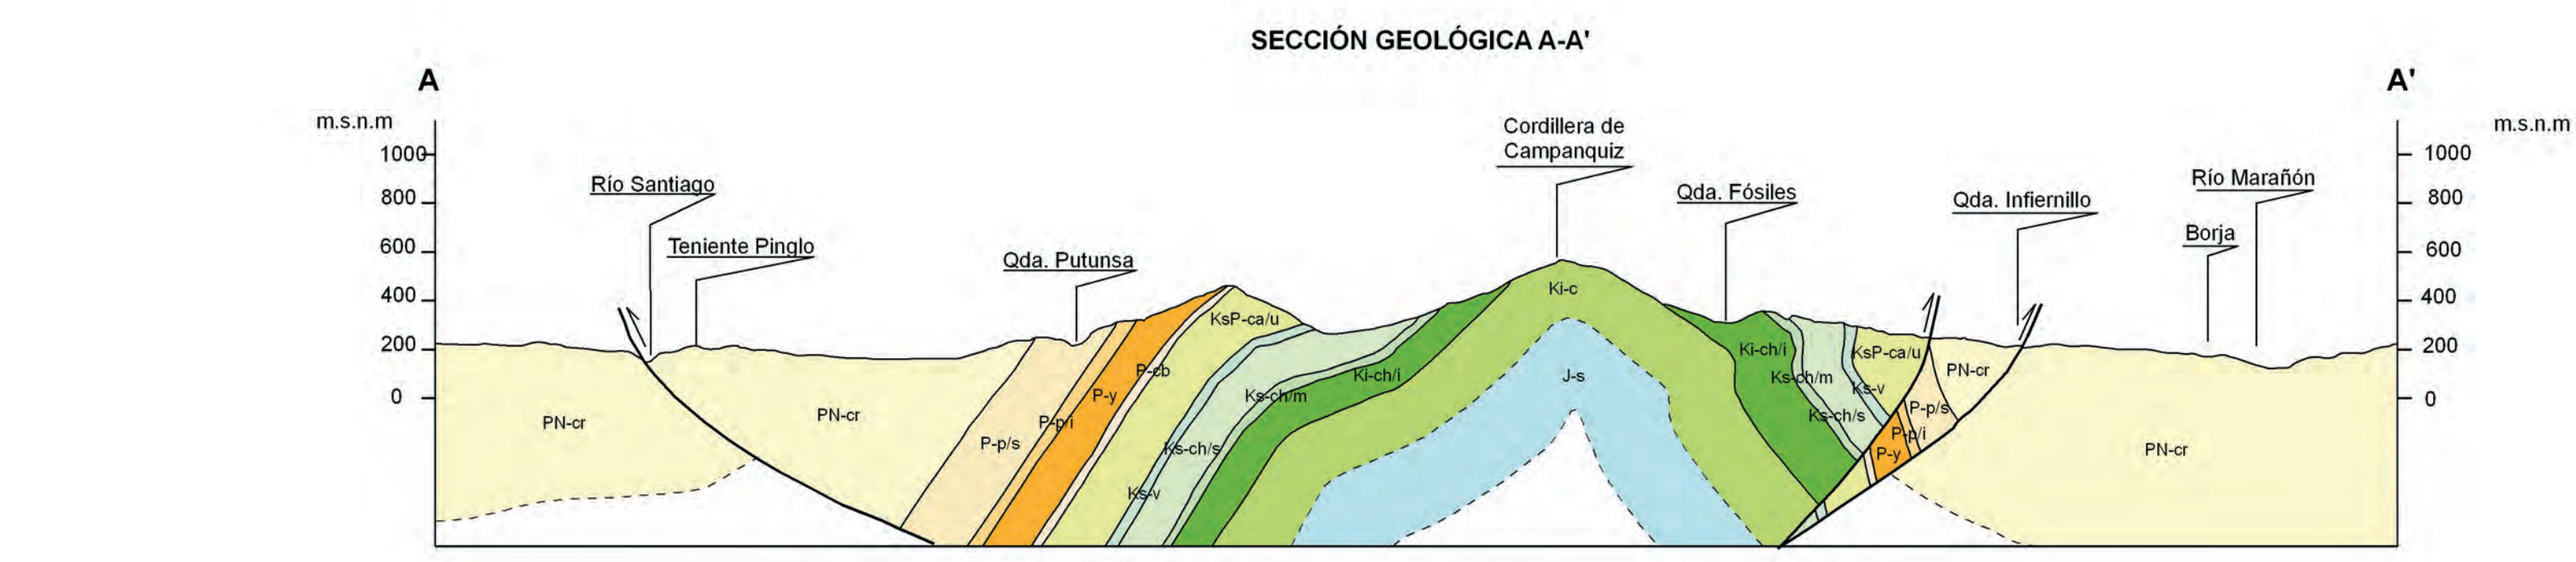 SECCIÓN GEOLÓGICA A-A'
A
A'
m.s.n.m
m.s.n.m
1000
800
600
400
200
0
1000
800
600
400
200
0
Río Santiago
Teniente Pinglo
Qda. Putunsa
Cordillera de
Campanquiz
Qda. Fósiles
Qda. Infiernillo
Río Marañón
Borja
PN-cr
PN-cr
P-p/s
P-p/i
P-y
P-cb
KsP-ca/u
Ks-v
Ks-ch/s
Ks-ch/m
Ki-ch/i
Ki-c
J-s
Ki-ch/i
Ks-ch/m
Ks-ch/s
Ks-v
KsP-ca/u
P-y
P-p/i
P-p/s
PN-cr
PN-cr